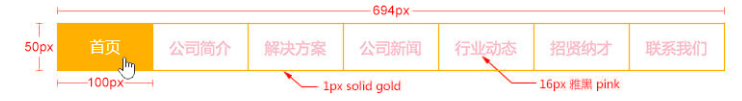 694px
50px
首页 公司简介 解决方案 公司新闻 行业动态 招贤纳才 联系我们
100px
1px solid gold
16px 雅黑 pink